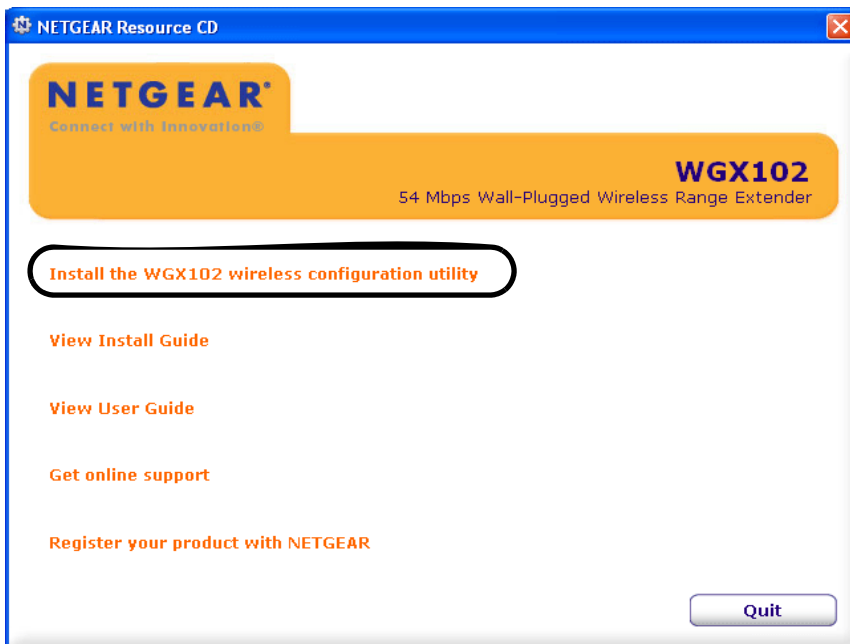 NETGEAR Resource CD
NETGEAR®
Connect with Innovation®
WGX102
54 Mbps Wall-Plugged Wireless Range Extender
Install the WGX102 wireless configuration utility
View Install Guide
View User Guide
Get online support
Register your product with NETGEAR
Quit